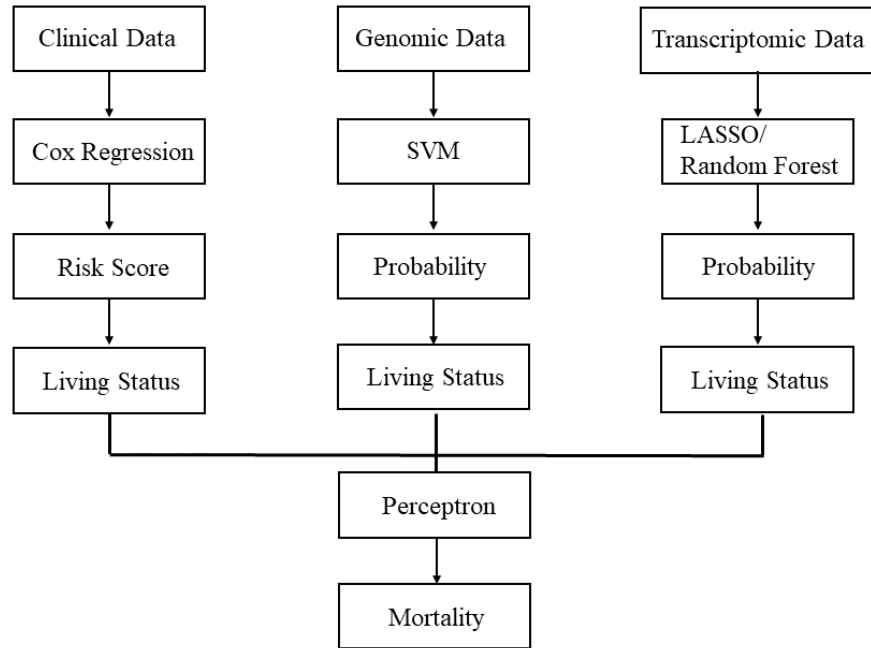 Clinical Data
Genomic Data
Transcriptomic Data
Cox Regression
SVM
LASSO/
Random Forest
Risk Score
Probability
Probability
Living Status
Living Status
Living Status
Perceptron
Mortality